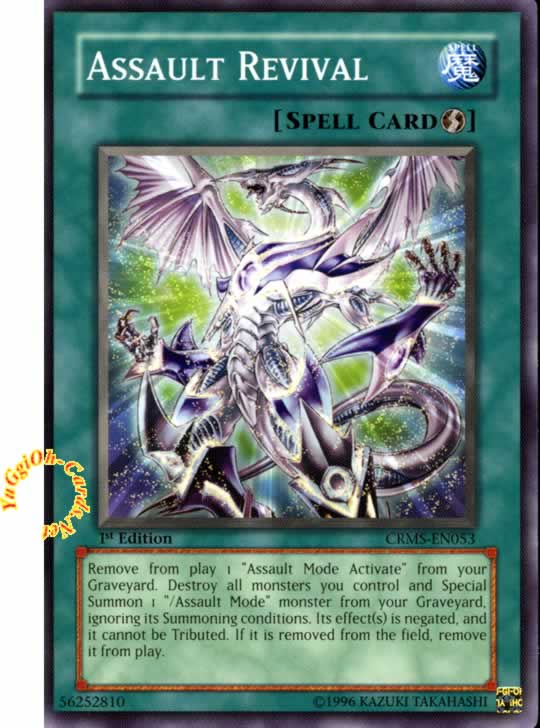 ASSAULT REVIVAL
SPELL
魔
[SPELL CARD]
YuGgiOh-Cards.Net
1st Edition
CRMS-EN053
Remove from play 1 "Assault Mode Activate" from your
Graveyard. Destroy all monsters you control and Special
Summon 1 "/Assault Mode" monster from your Graveyard,
ignoring its Summoning conditions. Its effect(s) is negated, and
it cannot be Tributed. If it is removed from the field, remove
it from play.
56252810
©1996 KAZUKI TAKAHASHI